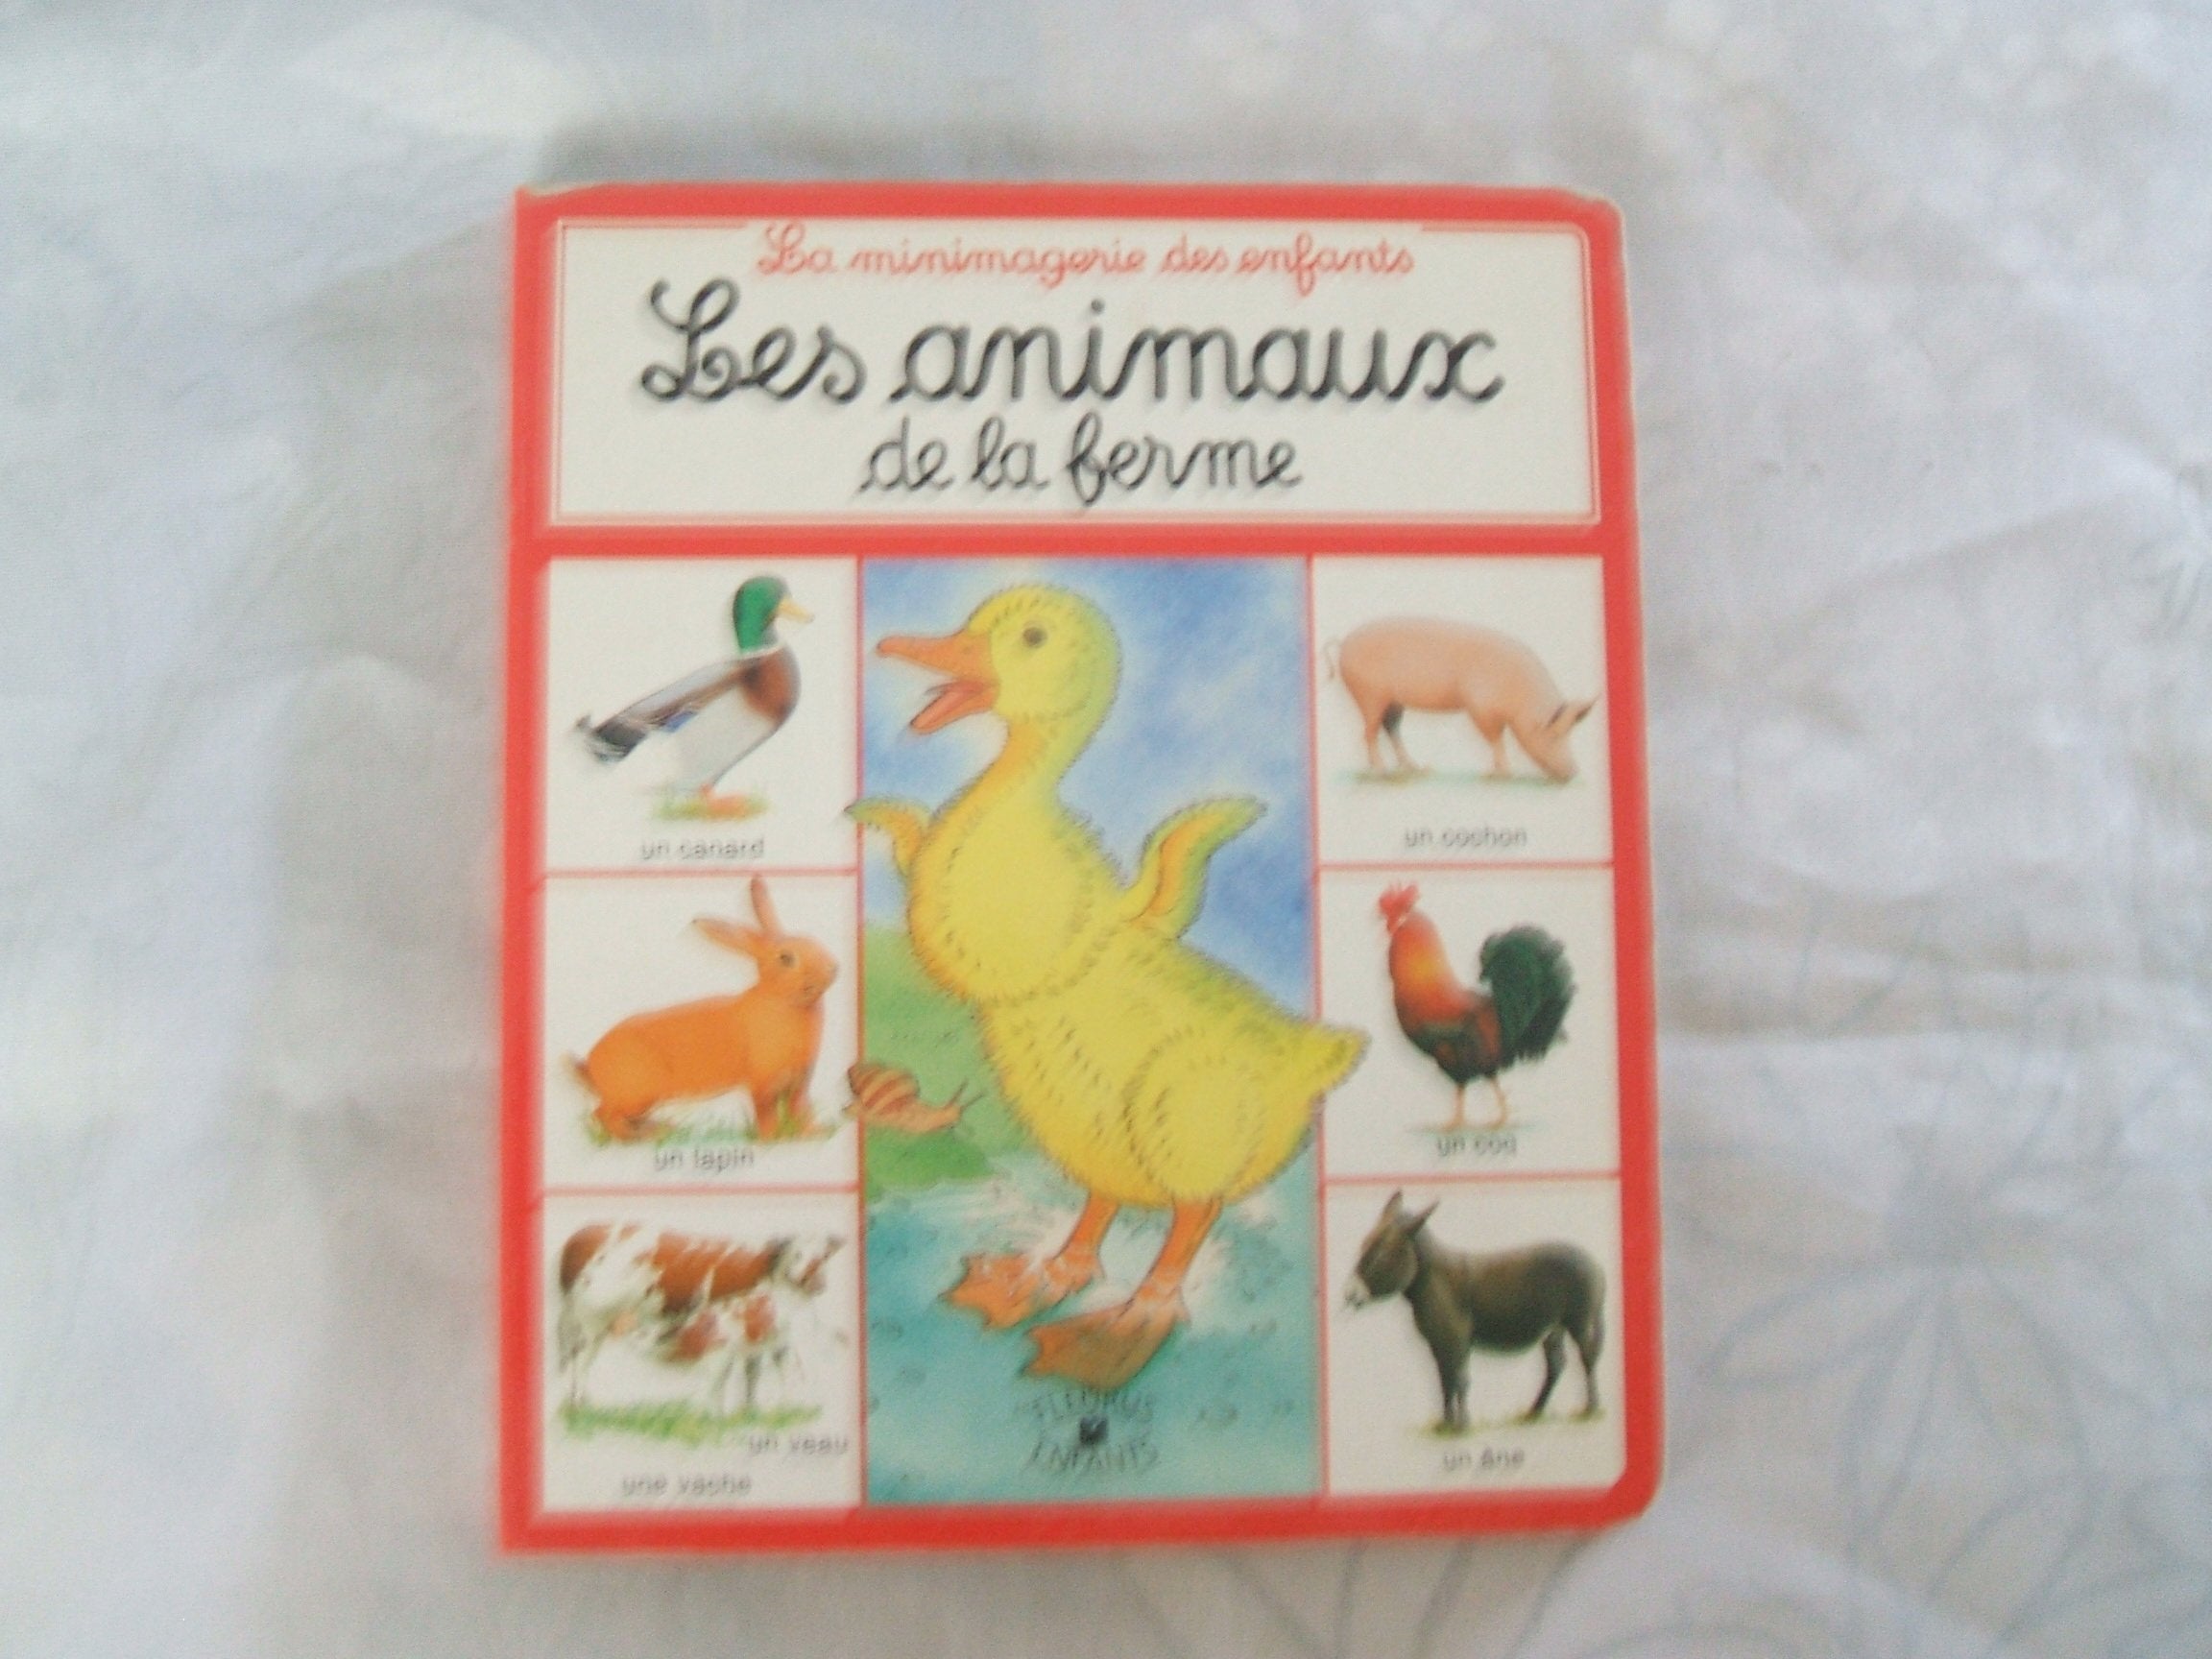 La minimagerie des enfants
Les animaux
de la ferme
un canard
un cochon
un lapin
un coq
un veau
une vache
un âne
FLEURUS
ENFANTS